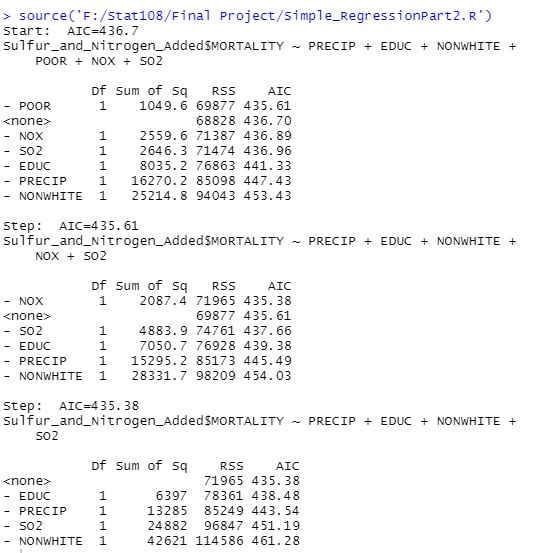 > source('F:/Stat108/Final Project/Simple_RegressionPart2.R')
Start:  AIC=436.7
Sulfur_and_Nitrogen_Added$MORTALITY ~ PRECIP + EDUC + NONWHITE +
    POOR + NOX + SO2

           Df Sum of Sq   RSS    AIC
- POOR      1    1049.6 69877 435.61
<none>                  68828 436.70
- NOX       1    2559.6 71387 436.89
- SO2       1    2646.3 71474 436.96
- EDUC      1    8035.2 76863 441.33
- PRECIP    1   16270.2 85098 447.43
- NONWHITE  1   25214.8 94043 453.43

Step:  AIC=435.61
Sulfur_and_Nitrogen_Added$MORTALITY ~ PRECIP + EDUC + NONWHITE +
    NOX + SO2

           Df Sum of Sq   RSS    AIC
- NOX       1    2087.4 71965 435.38
<none>                  69877 435.61
- SO2       1    4883.9 74761 437.66
- EDUC      1    7050.7 76928 439.38
- PRECIP    1   15295.2 85173 445.49
- NONWHITE  1   28331.7 98209 454.03

Step:  AIC=435.38
Sulfur_and_Nitrogen_Added$MORTALITY ~ PRECIP + EDUC + NONWHITE +
    SO2

           Df Sum of Sq    RSS    AIC
<none>                   71965 435.38
- EDUC      1      6397  78361 438.48
- PRECIP    1     13285  85249 443.54
- SO2       1     24882  96847 451.19
- NONWHITE  1     42621 114586 461.28